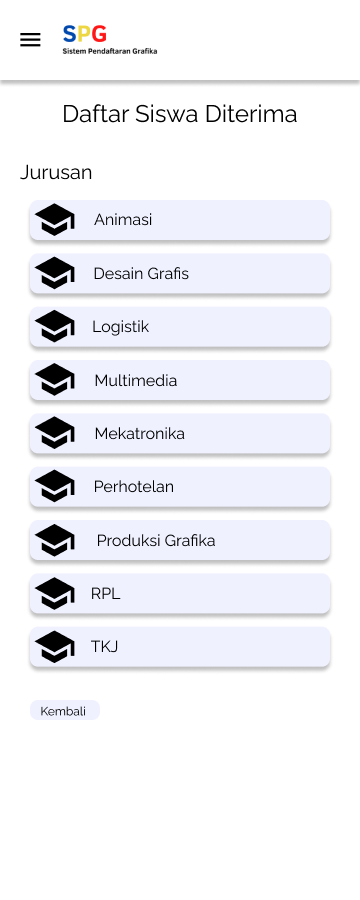 SPG
Sistem Pendaftaran Grafika
Daftar Siswa Diterima
Jurusan
Animasi
Desain Grafis
Logistik
Multimedia
Mekatronika
Perhotelan
Produksi Grafika
RPL
TKJ
Kembali